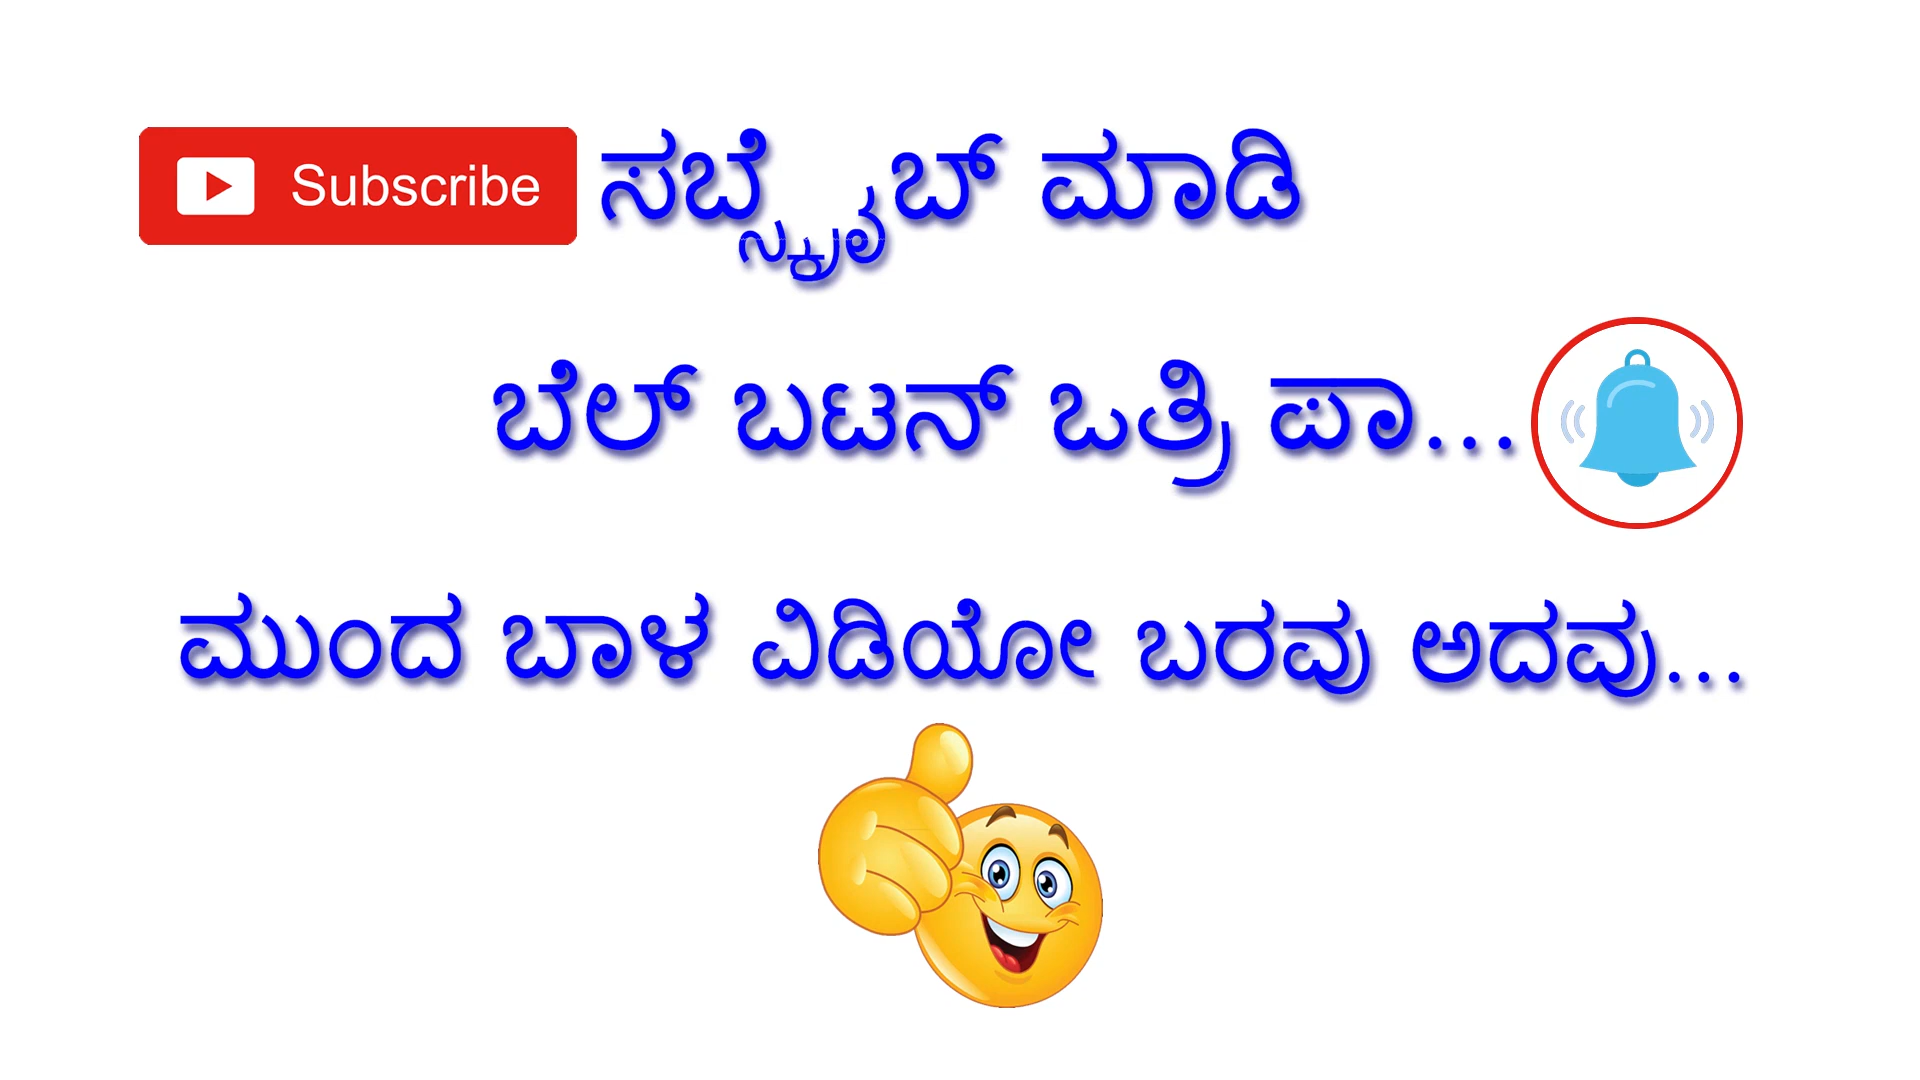 Subscribe ಸಬ್ಸ್ಕ್ರೈಬ್ ಮಾಡಿ
ಬೆಲ್ ಬಟನ್ ಒತ್ರಿ ಪಾ...
ಮುಂದ ಬಾಳ ವಿಡಿಯೋ ಬರವು ಅದವು...